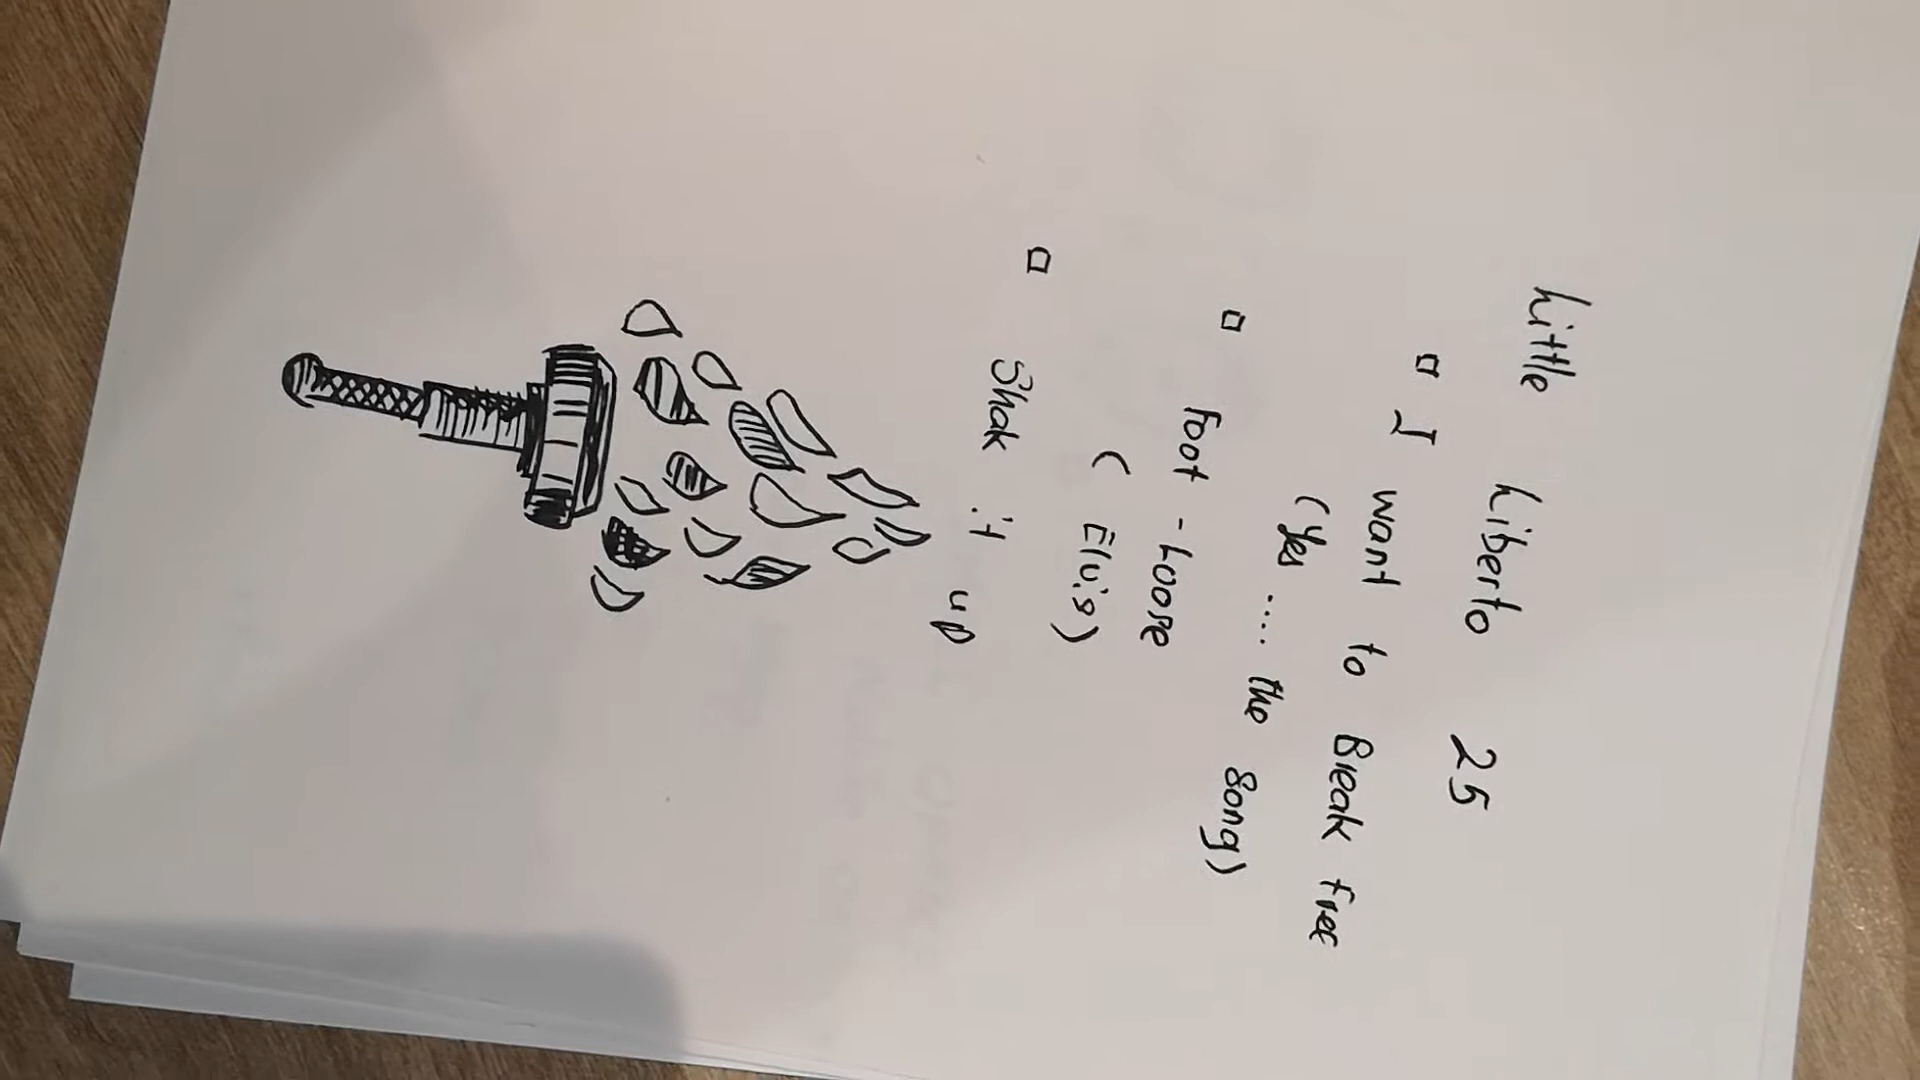 Little Liberto 25
I want to Break free
(Yes .... the song)
Foot - Loose
( Elvis)
Shak it up